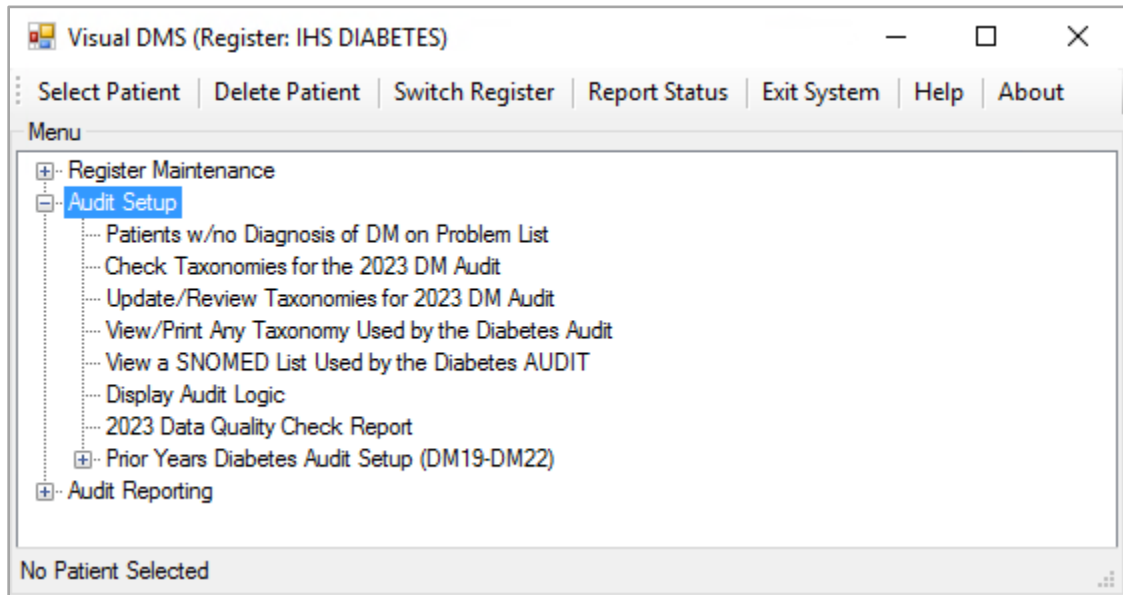 Visual DMS (Register: IHS DIABETES)
Select Patient Delete Patient Switch Register Report Status Exit System Help About
Menu
Register Maintenance
Audit Setup
Patients w/no Diagnosis of DM on Problem List
Check Taxonomies for the 2023 DM Audit
Update/Review Taxonomies for 2023 DM Audit
View/Print Any Taxonomy Used by the Diabetes Audit
View a SNOMED List Used by the Diabetes AUDIT
Display Audit Logic
2023 Data Quality Check Report
Prior Years Diabetes Audit Setup (DM19-DM22)
Audit Reporting
No Patient Selected